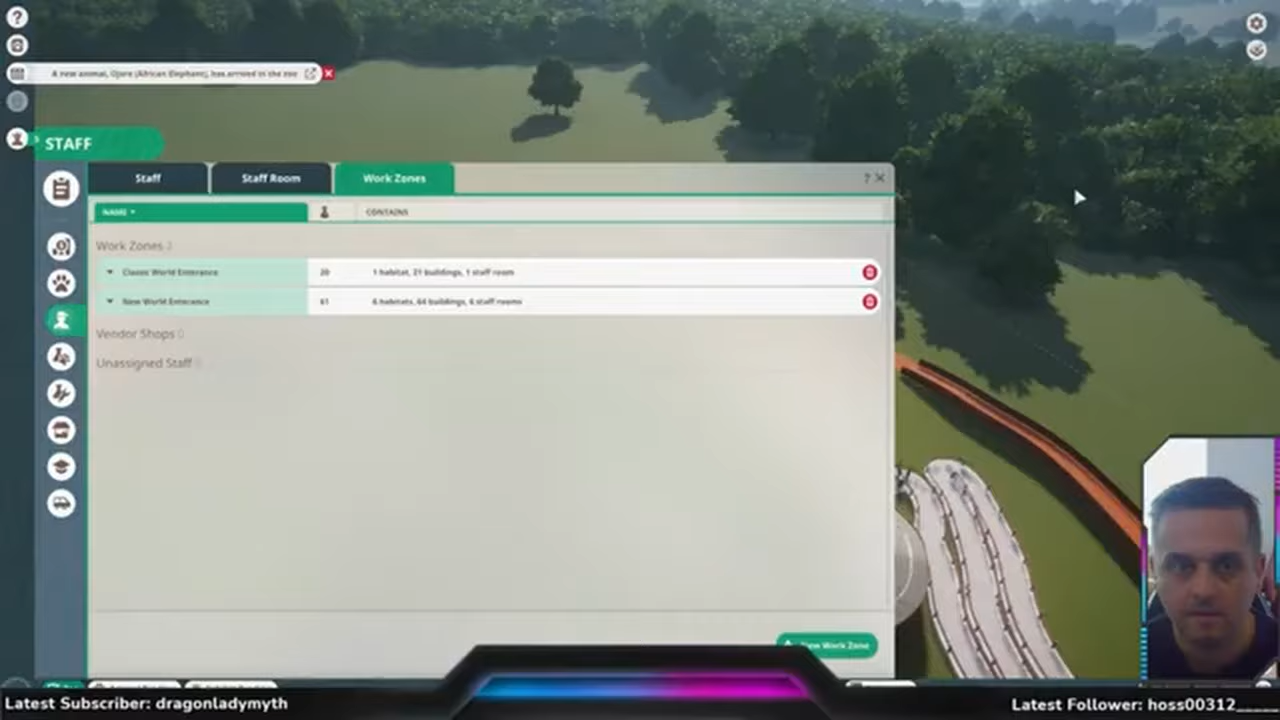 A new animal, Ojore (African Elephant), has arrived in the zoo
STAFF
Staff
Staff Room
Work Zones
?
NAME
CONTAINS
Work Zones 2
Classic World Entrance
20
1 habitat, 21 buildings, 1 staff room
New World Entrance
61
6 habitats, 64 buildings, 6 staff rooms
Vendor Shops 0
Unassigned Staff
New Work Zone
Latest Subscriber: dragonladymyth
Latest Follower: hoss00312_____